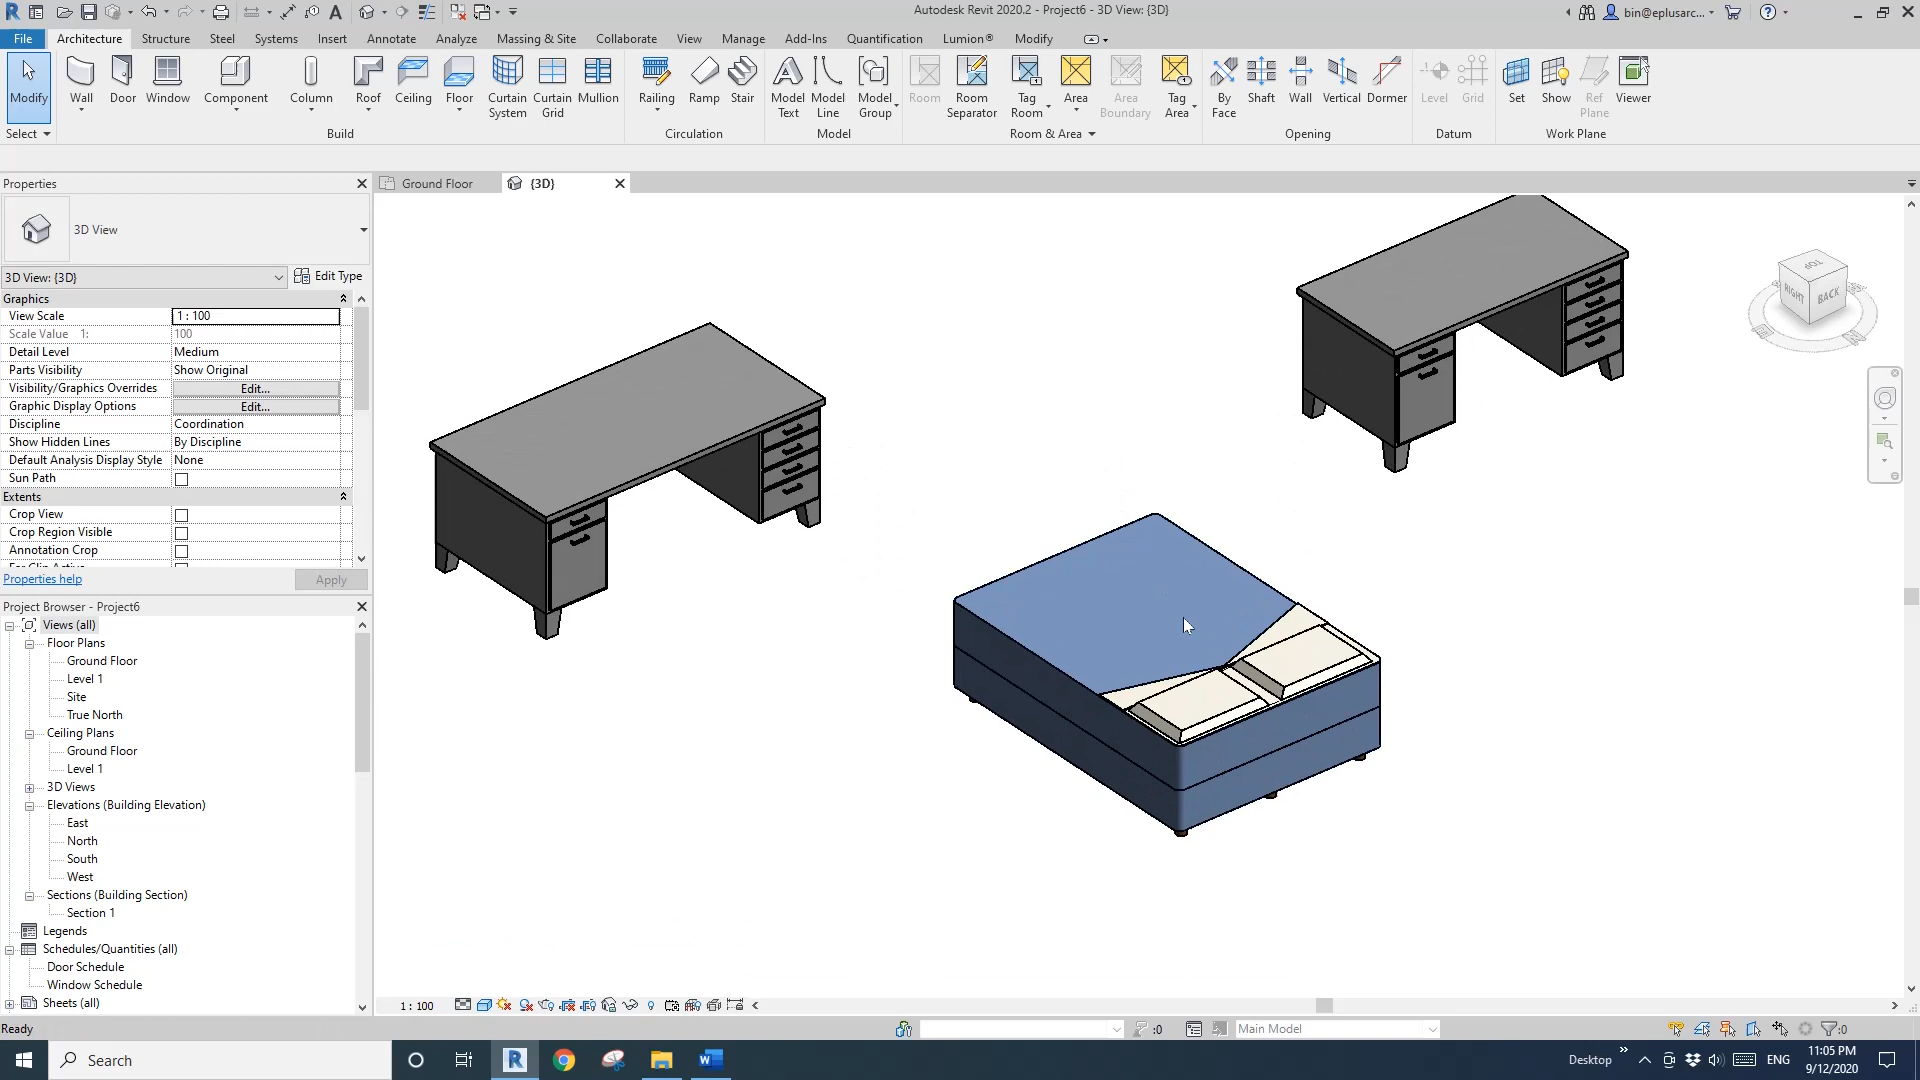 Autodesk Revit 2020.2 - Project6 - 3D View: {3D}
bin@eplusarc...
File Architecture Structure Steel Systems Insert Annotate Analyze Massing & Site Collaborate View Manage Add-Ins Quantification Lumion® Modify
Modify Wall Door Window Component Column Roof Ceiling Floor Curtain System Curtain Grid Mullion Railing Ramp Stair Model Text Model Line Model Group Room Room Separator Tag Room Area Area Boundary Tag Area By Face Shaft Wall Vertical Dormer Level Grid Set Show Ref Plane Viewer
Select Build Circulation Model Room & Area Opening Datum Work Plane
Properties
Ground Floor
{3D}
3D View
3D View: {3D}
Edit Type
Graphics
View Scale 1 : 100
Scale Value 1: 100
Detail Level Medium
Parts Visibility Show Original
Visibility/Graphics Overrides Edit...
Graphic Display Options Edit...
Discipline Coordination
Show Hidden Lines By Discipline
Default Analysis Display Style None
Sun Path
Extents
Crop View
Crop Region Visible
Annotation Crop
Properties help
Apply
Project Browser - Project6
Views (all)
Floor Plans
Ground Floor
Level 1
Site
True North
Ceiling Plans
Ground Floor
Level 1
3D Views
Elevations (Building Elevation)
East
North
South
West
Sections (Building Section)
Section 1
Legends
Schedules/Quantities (all)
Door Schedule
Window Schedule
Sheets (all)
TOP
RIGHT
BACK
N
1 : 100
Ready
:0
Main Model
:0
Search
Desktop
ENG
11:05 PM
9/12/2020